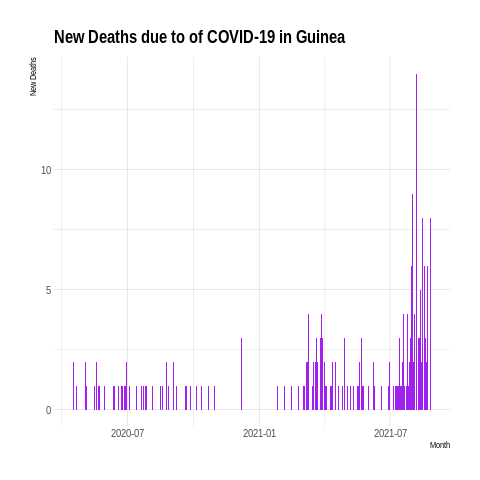 New Deaths due to of COVID-19 in Guinea
New Deaths
10
5
0
2020-07
2021-01
2021-07
Month